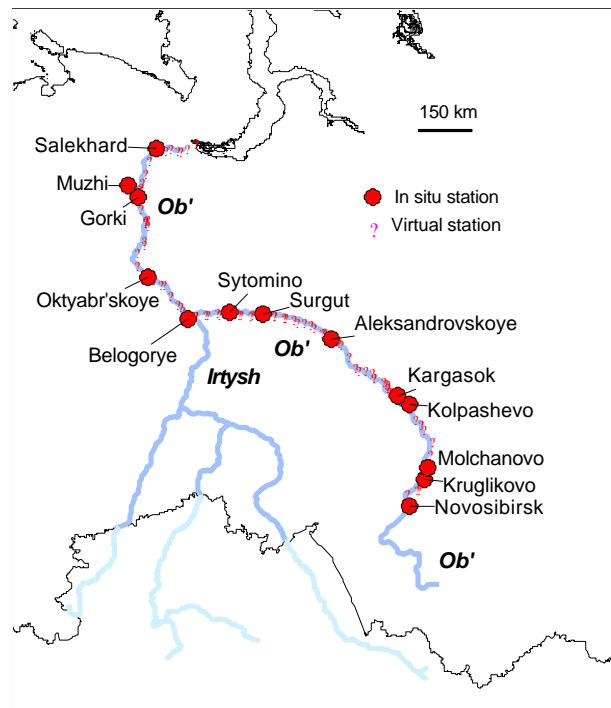 150 km
Salekhard
Muzhi
Gorki
Ob'
In situ station
? Virtual station
Oktyabr'skoye
Sytomino
Surgut
Belogorye
Ob'
Aleksandrovskoye
Irtysh
Kargasok
Kolpashevo
Molchanovo
Kruglikovo
Novosibirsk
Ob'